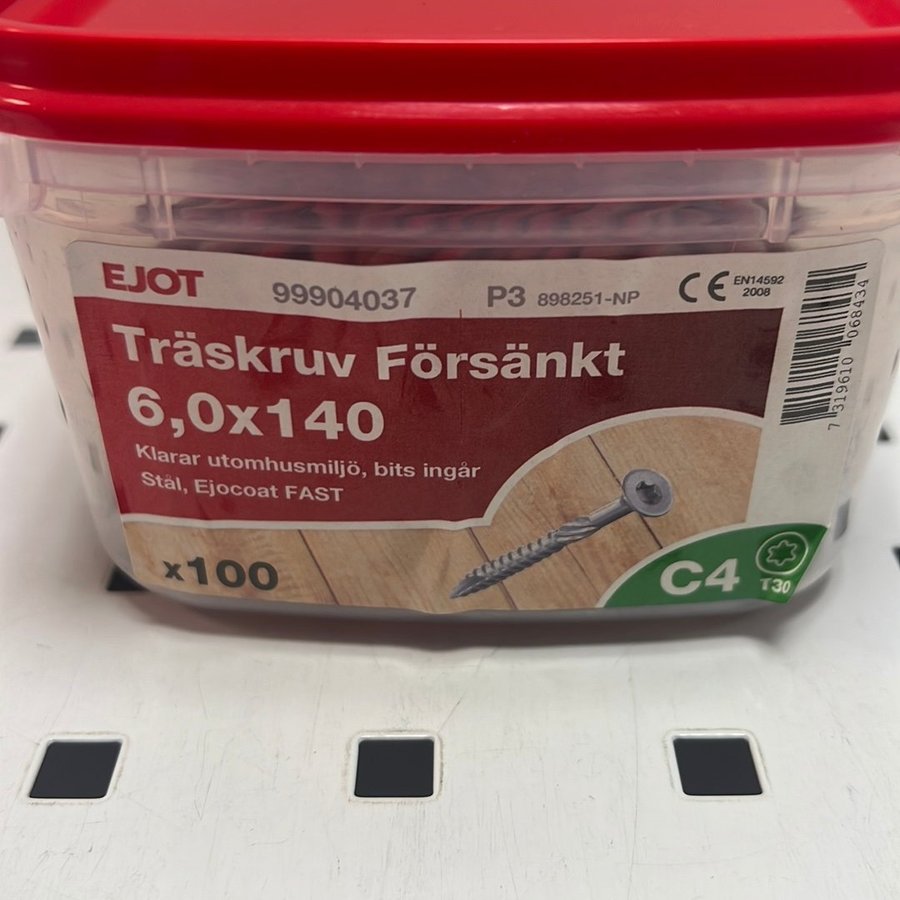 EJOT 99904037 P3 898251-NP CE EN14592
2008
Träskruv Försänkt
6,0x140
Klarar utomhusmiljö, bits ingår
Stål, Ejocoat FAST
x100
C4 T30
7 319610 068434